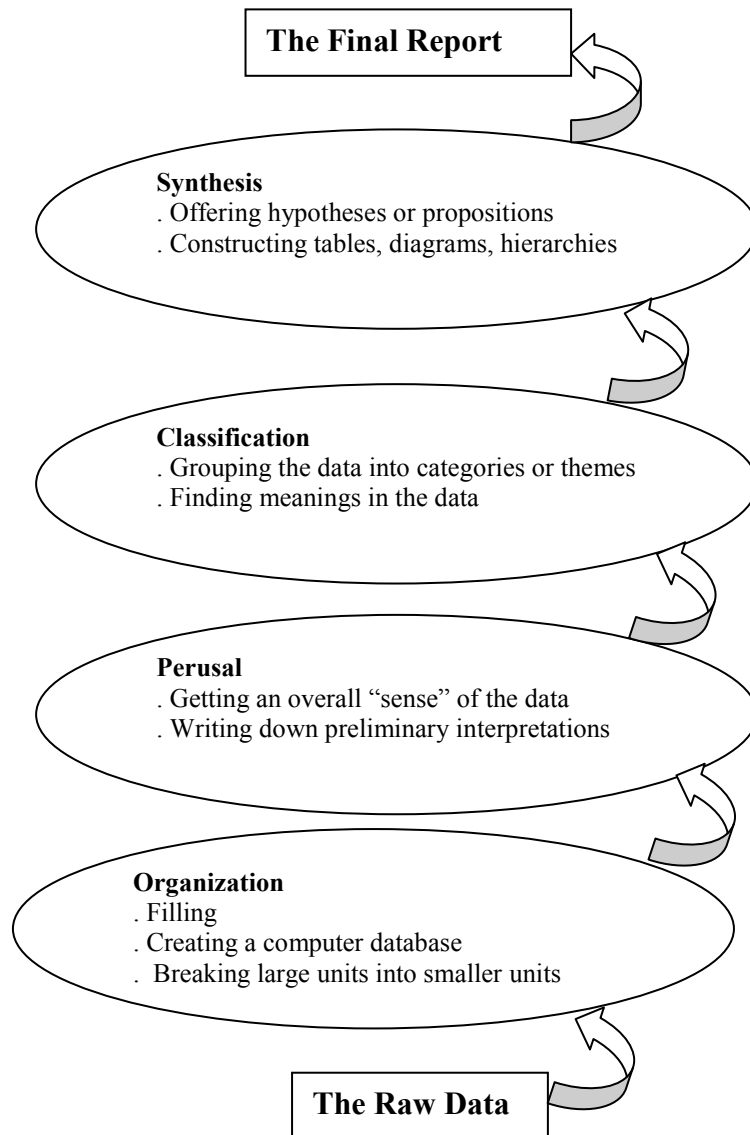 The Final Report
Synthesis
. Offering hypotheses or propositions
. Constructing tables, diagrams, hierarchies
Classification
. Grouping the data into categories or themes
. Finding meanings in the data
Perusal
. Getting an overall “sense” of the data
. Writing down preliminary interpretations
Organization
. Filling
. Creating a computer database
. Breaking large units into smaller units
The Raw Data